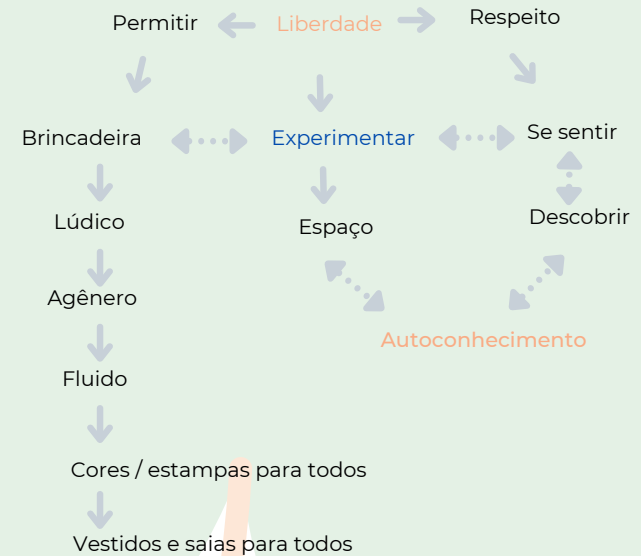 Permitir
Liberdade
Respeito
Brincadeira
Experimentar
Se sentir
Lúdico
Espaço
Descobrir
Agênero
Autoconhecimento
Fluido
Cores / estampas para todos
Vestidos e saias para todos